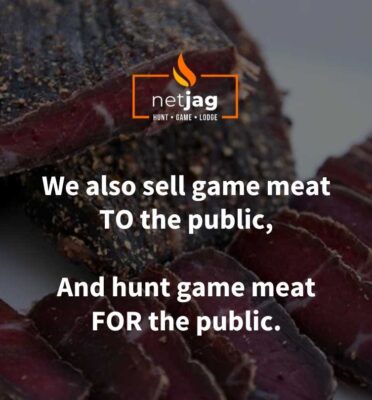 netjag
HUNT • GAME • LODGE
We also sell game meat
TO the public,
And hunt game meat
FOR the public.